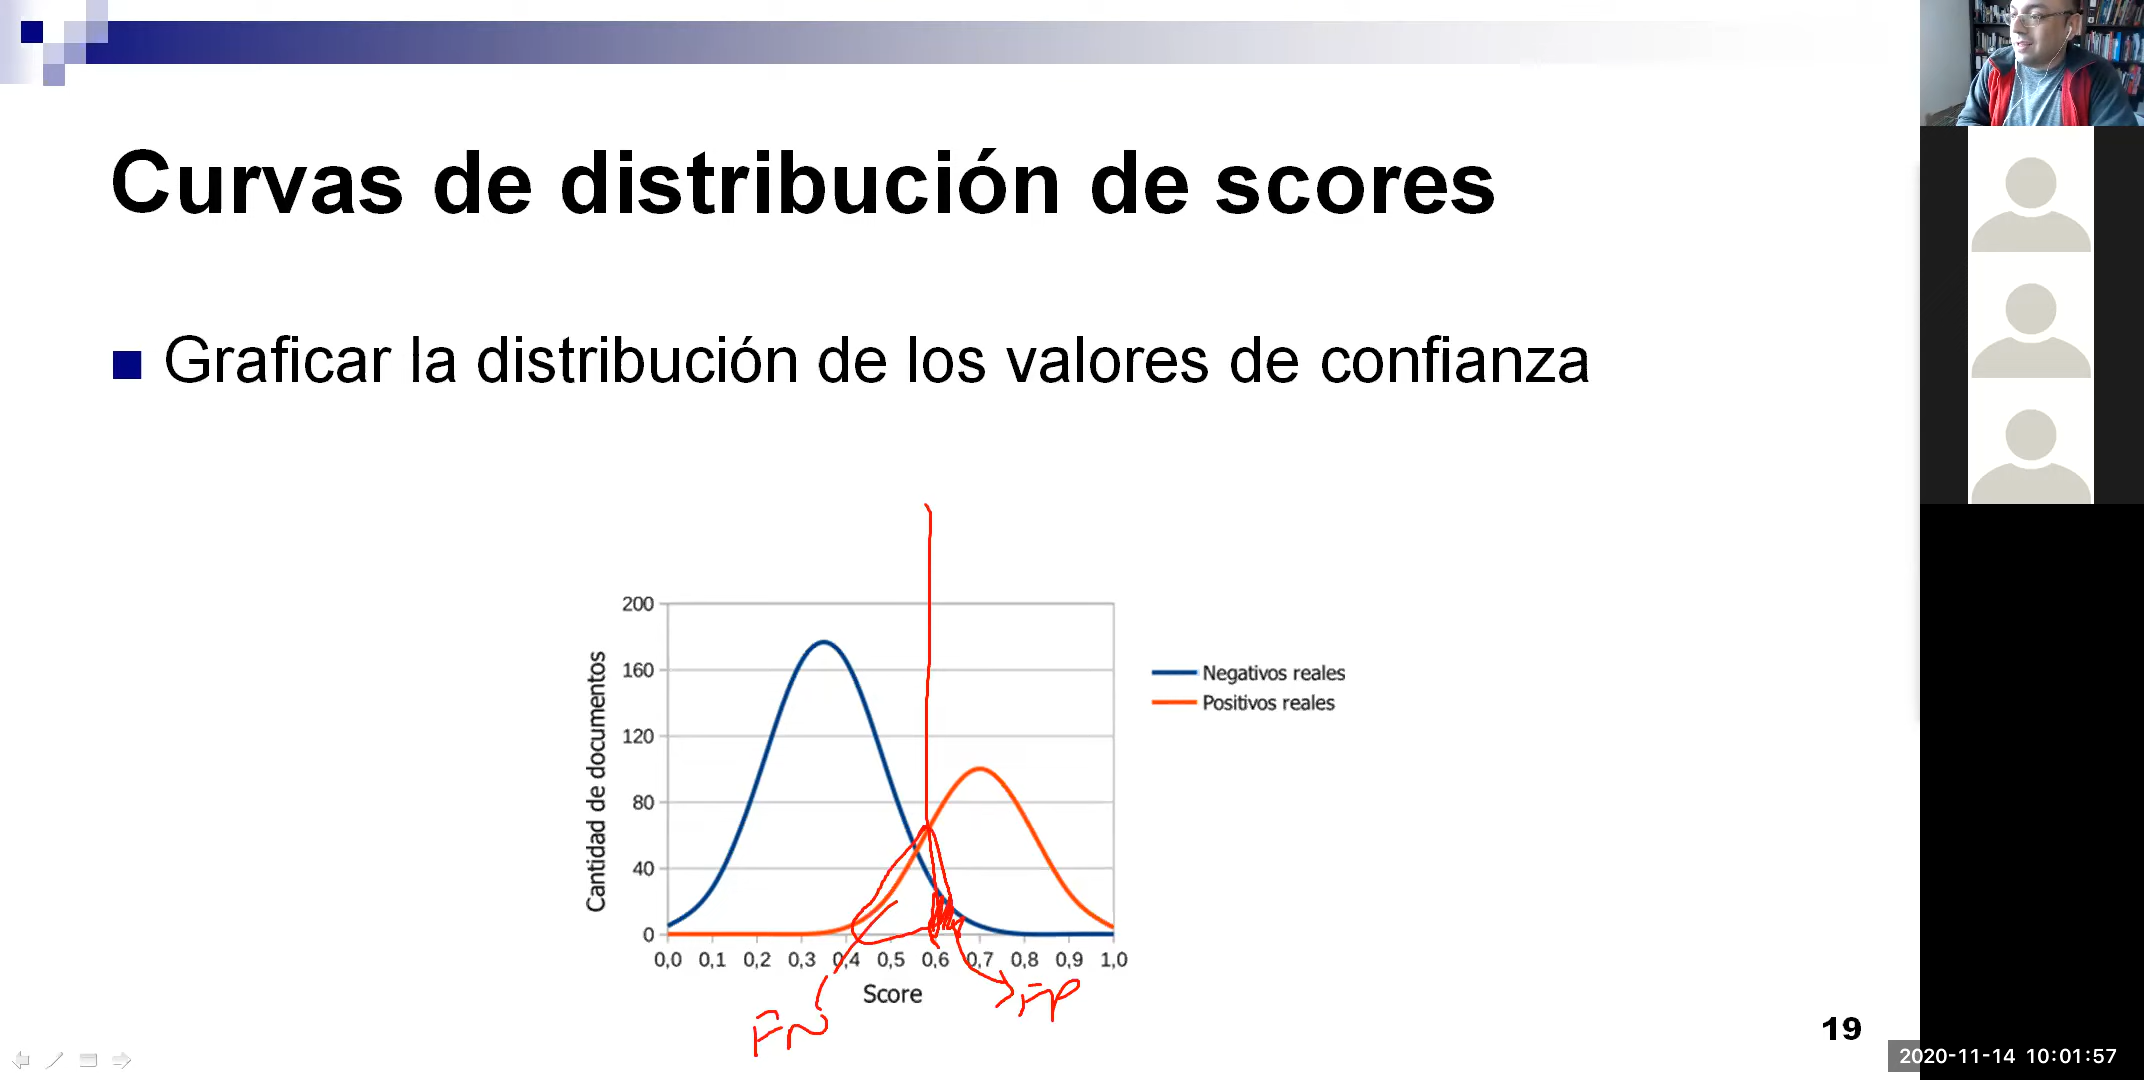 Curvas de distribución de scores
Graficar la distribución de los valores de confianza
Cantidad de documentos
200
160
120
80
40
0
0,0 0,1 0,2 0,3 0,4 0,5 0,6 0,7 0,8 0,9 1,0
Score
Negativos reales
Positivos reales
FN
FP
19
2020-11-14 10:01:57